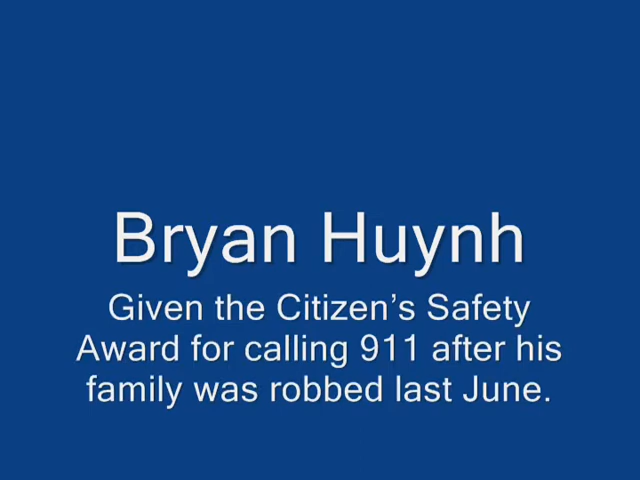 Bryan Huynh
Given the Citizen’s Safety
Award for calling 911 after his
family was robbed last June.